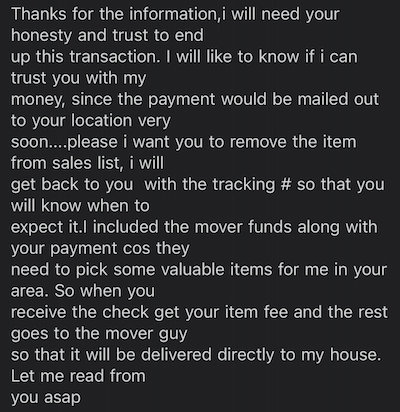 Thanks for the information,i will need your
honesty and trust to end
up this transaction. I will like to know if i can
trust you with my
money, since the payment would be mailed out
to your location very
soon....please i want you to remove the item
from sales list, i will
get back to you  with the tracking # so that you
will know when to
expect it.I included the mover funds along with
your payment cos they
need to pick some valuable items for me in your
area. So when you
receive the check get your item fee and the rest
goes to the mover guy
so that it will be delivered directly to my house.
Let me read from
you asap